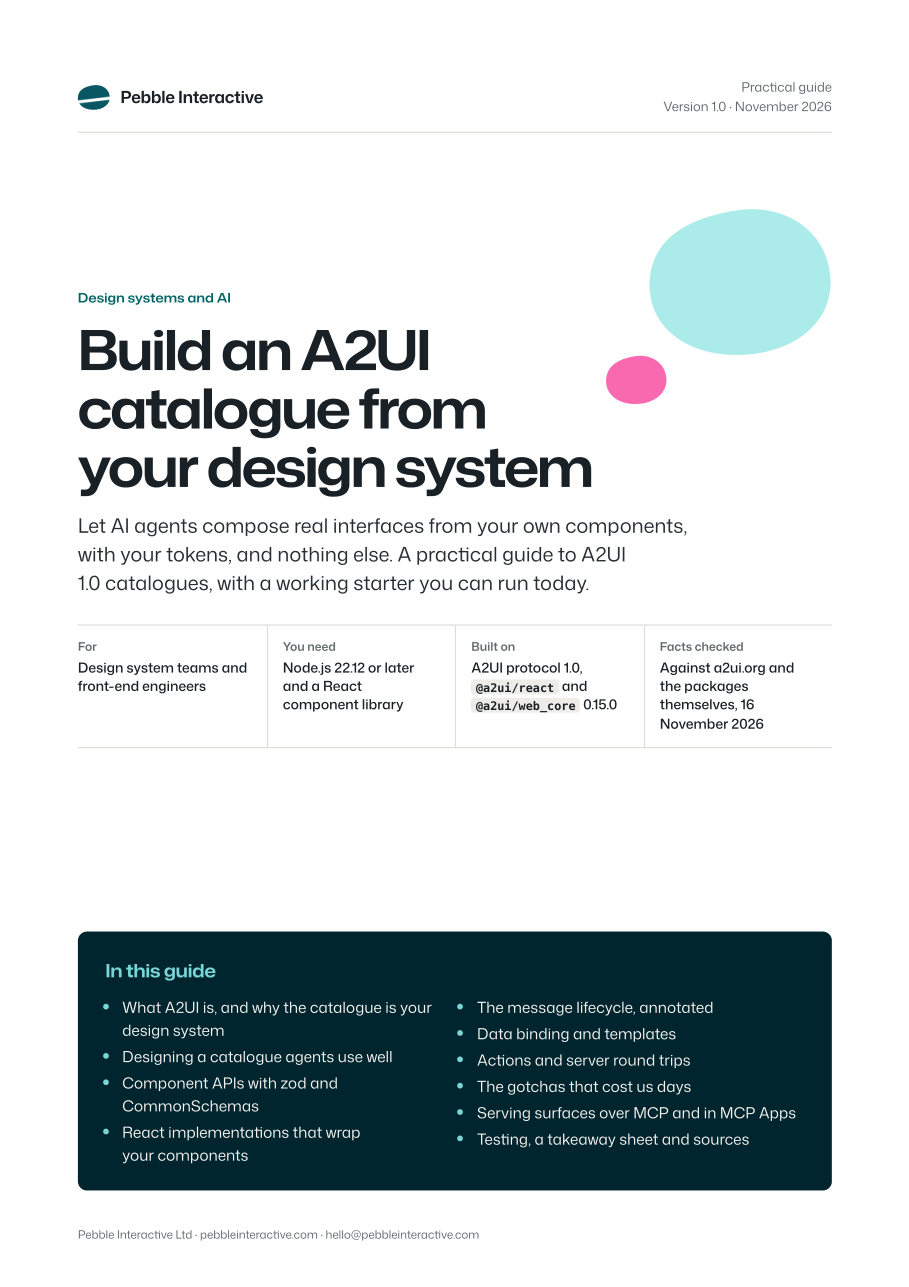 Pebble Interactive
Practical guide
Version 1.0 · November 2026
Design systems and AI
Build an A2UI
catalogue from
your design system
Let AI agents compose real interfaces from your own components,
with your tokens, and nothing else. A practical guide to A2UI
1.0 catalogues, with a working starter you can run today.
For
Design system teams and
front-end engineers
You need
Node.js 22.12 or later
and a React
component library
Built on
A2UI protocol 1.0,
@a2ui/react and
@a2ui/web_core 0.15.0
Facts checked
Against a2ui.org and
the packages
themselves, 16
November 2026
In this guide
• What A2UI is, and why the catalogue is your
design system
• Designing a catalogue agents use well
• Component APIs with zod and
CommonSchemas
• React implementations that wrap
your components
• The message lifecycle, annotated
• Data binding and templates
• Actions and server round trips
• The gotchas that cost us days
• Serving surfaces over MCP and in MCP Apps
• Testing, a takeaway sheet and sources
Pebble Interactive Ltd · pebbleinteractive.com · hello@pebbleinteractive.com